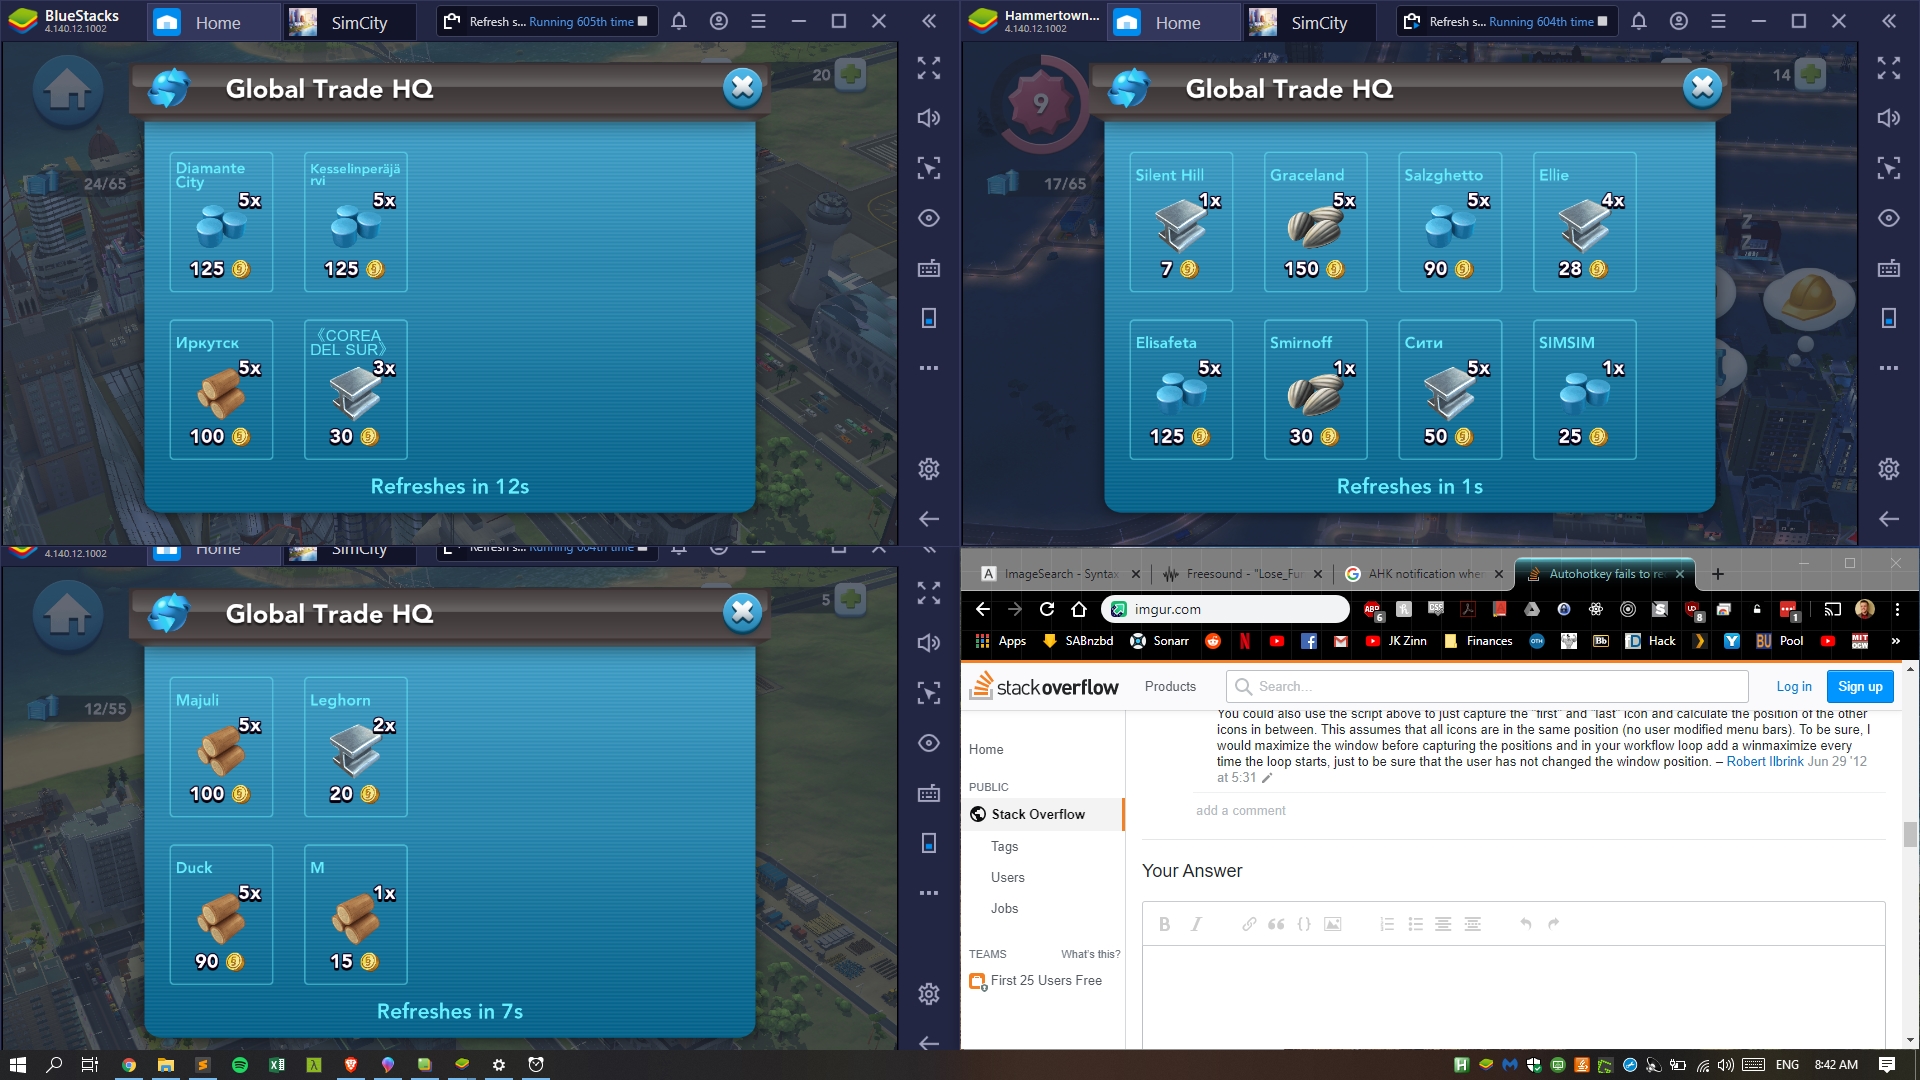 BlueStacks
4.140.12.1002
Home
SimCity
Refresh s... Running 605th time
20
Global Trade HQ
24/65
Diamante
City
5x
125
Kesselinperäjä
rvi
5x
125
Иркутск
5x
100
《COREA
DEL SUR》
3x
30
Refreshes in 12s
Hammertown...
4.140.12.1002
Home
SimCity
Refresh s... Running 604th time
9
14
Global Trade HQ
17/65
Silent Hill
1x
7
Graceland
5x
150
Salzghetto
5x
90
Ellie
4x
28
Elisafeta
5x
125
Smirnoff
1x
30
Сити
5x
50
SIMSIM
1x
25
Z
Z
Refreshes in 1s
4.140.12.1002
Home
SimCity
Refresh s... Running 604th time
5
Global Trade HQ
12/55
Majuli
5x
100
Leghorn
2x
20
Duck
5x
90
M
1x
15
Refreshes in 7s
ImageSearch - Syntax
Freesound - "Lose_Fu
AHK notification when
Autohotkey fails to re
imgur.com
Apps
SABnzbd
Sonarr
JK Zinn
Finances
Hack
Pool
stackoverflow
Products
Search...
Log in
Sign up
Home
PUBLIC
Stack Overflow
Tags
Users
Jobs
TEAMS
What's this?
First 25 Users Free
You could also use the script above to just capture the "first" and "last" icon and calculate the position of the other
icons in between. This assumes that all icons are in the same position (no user modified menu bars). To be sure, I
would maximize the window before capturing the positions and in your workflow loop add a winmaximize every
time the loop starts, just to be sure that the user has not changed the window position. – Robert Ilbrink Jun 29 '12
at 5:31
add a comment
Your Answer
B I
ENG
8:42 AM